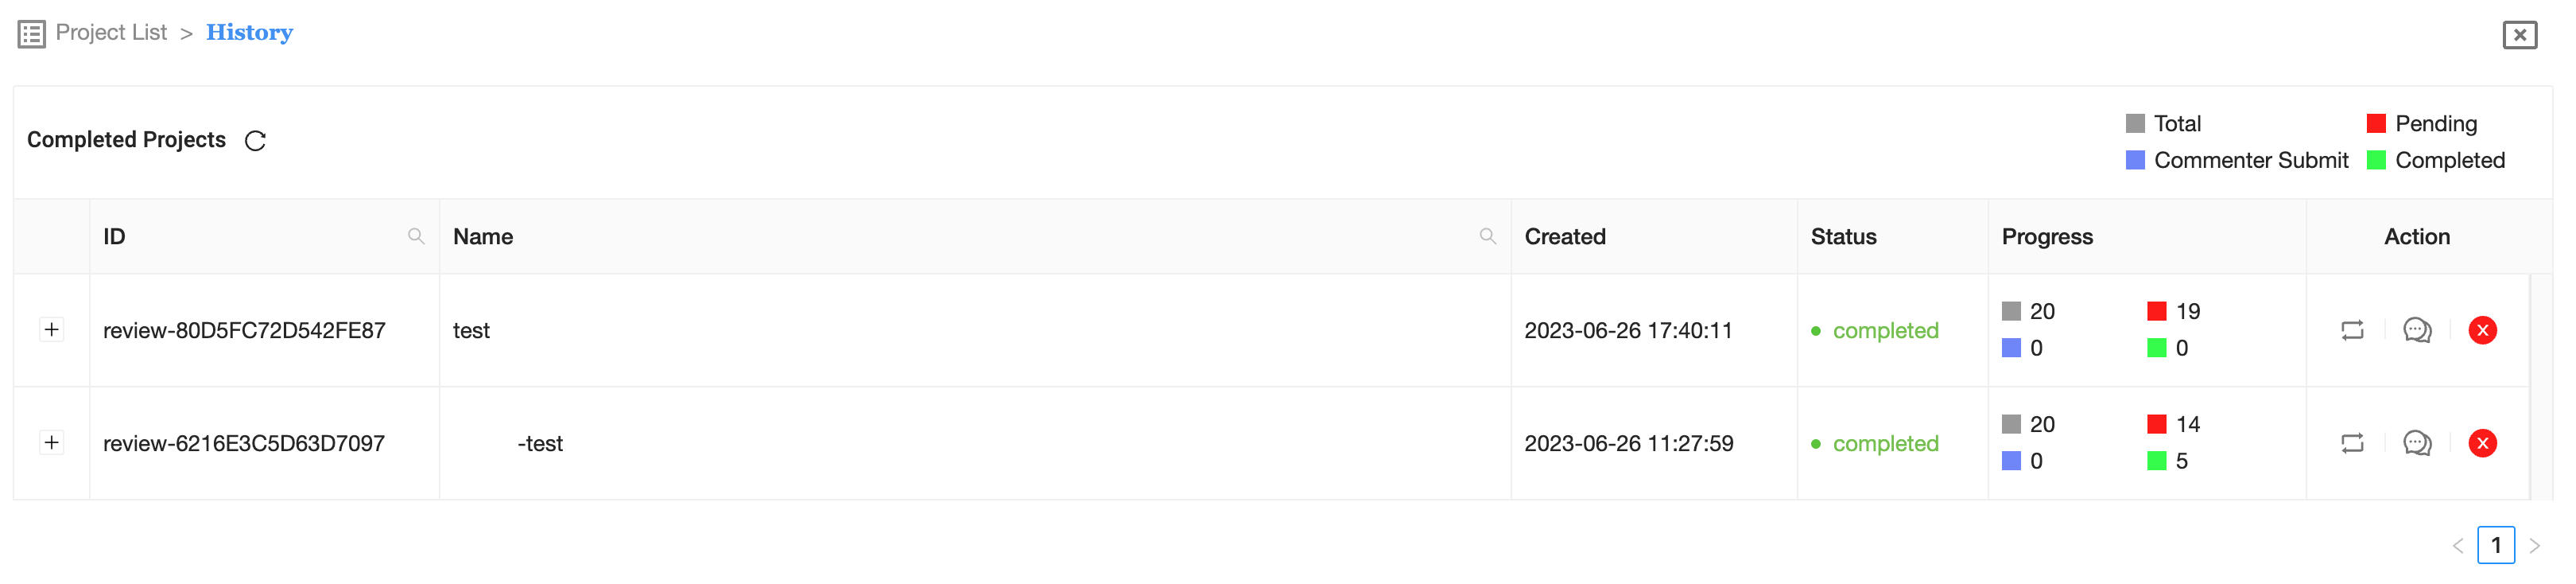 Project List > History
Completed Projects
Total Pending
Commenter Submit Completed
ID Name Created Status Progress Action
review-80D5FC72D542FE87 test 2023-06-26 17:40:11 completed 20 19
0 0
review-6216E3C5D63D7097 -test 2023-06-26 11:27:59 completed 20 14
0 5
< 1 >